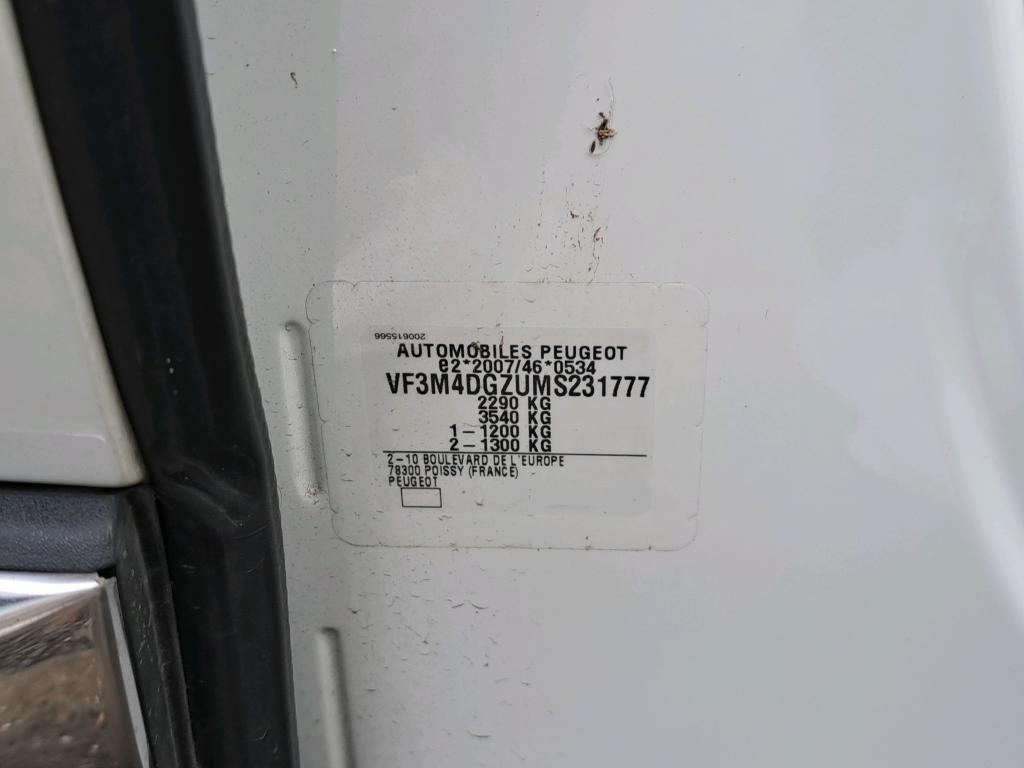 200615566
AUTOMOBILES PEUGEOT
e2*2007/46*0534
VF3M4DGZUMS231777
2290 KG
3540 KG
1-1200 KG
2-1300 KG
2-10 BOULEVARD DE L'EUROPE
78300 POISSY (FRANCE)
PEUGEOT